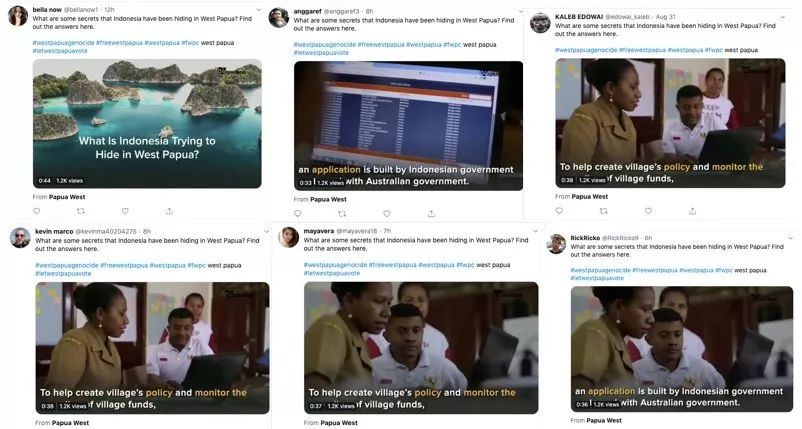 bella now @bellanow1 · 12h
What are some secrets that Indonesia have been hiding in West Papua? Find
out the answers here.
#westpapuagenocide #freewestpapua #westpapua #fwpc west papua
#letwestpapuavote
What Is Indonesia Trying to
Hide in West Papua?
0:44 1.2K views
From Papua West
anggaref @anggaref3 · 8h
What are some secrets that Indonesia have been hiding in West Papua? Find
out the answers here.
#westpapuagenocide #freewestpapua #westpapua #fwpc west papua
#letwestpapuavote
an application is built by Indonesian government
0:33 1.2K views with Australian government.
From Papua West
KALEB EDOWAI @edowai_kaleb · Aug 31
What are some secrets that Indonesia have been hiding in West Papua? Find
out the answers here.
#westpapuagenocide #freewestpapua #westpapua #fwpc west papua
#letwestpapuavote
To help create village's policy and monitor the
0:38 1.2K views of village funds,
From Papua West
kevin marco @kevinma40204275 · 8h
What are some secrets that Indonesia have been hiding in West Papua? Find
out the answers here.
#westpapuagenocide #freewestpapua #westpapua #fwpc west papua
#letwestpapuavote
To help create village's policy and monitor the
0:38 1.2K views of village funds,
From Papua West
mayavera @mayavera18 · 7h
What are some secrets that Indonesia have been hiding in West Papua? Find
out the answers here.
#westpapuagenocide #freewestpapua #westpapua #fwpc west papua
#letwestpapuavote
To help create village's policy and monitor the
0:37 1.2K views of village funds,
From Papua West
RickRicko @RickRicko9 · 6h
What are some secrets that Indonesia have been hiding in West Papua? Find
out the answers here.
#westpapuagenocide #freewestpapua #westpapua #fwpc west papua
#letwestpapuavote
an application is built by Indonesian government
0:36 1.2K views with Australian government.
From Papua West